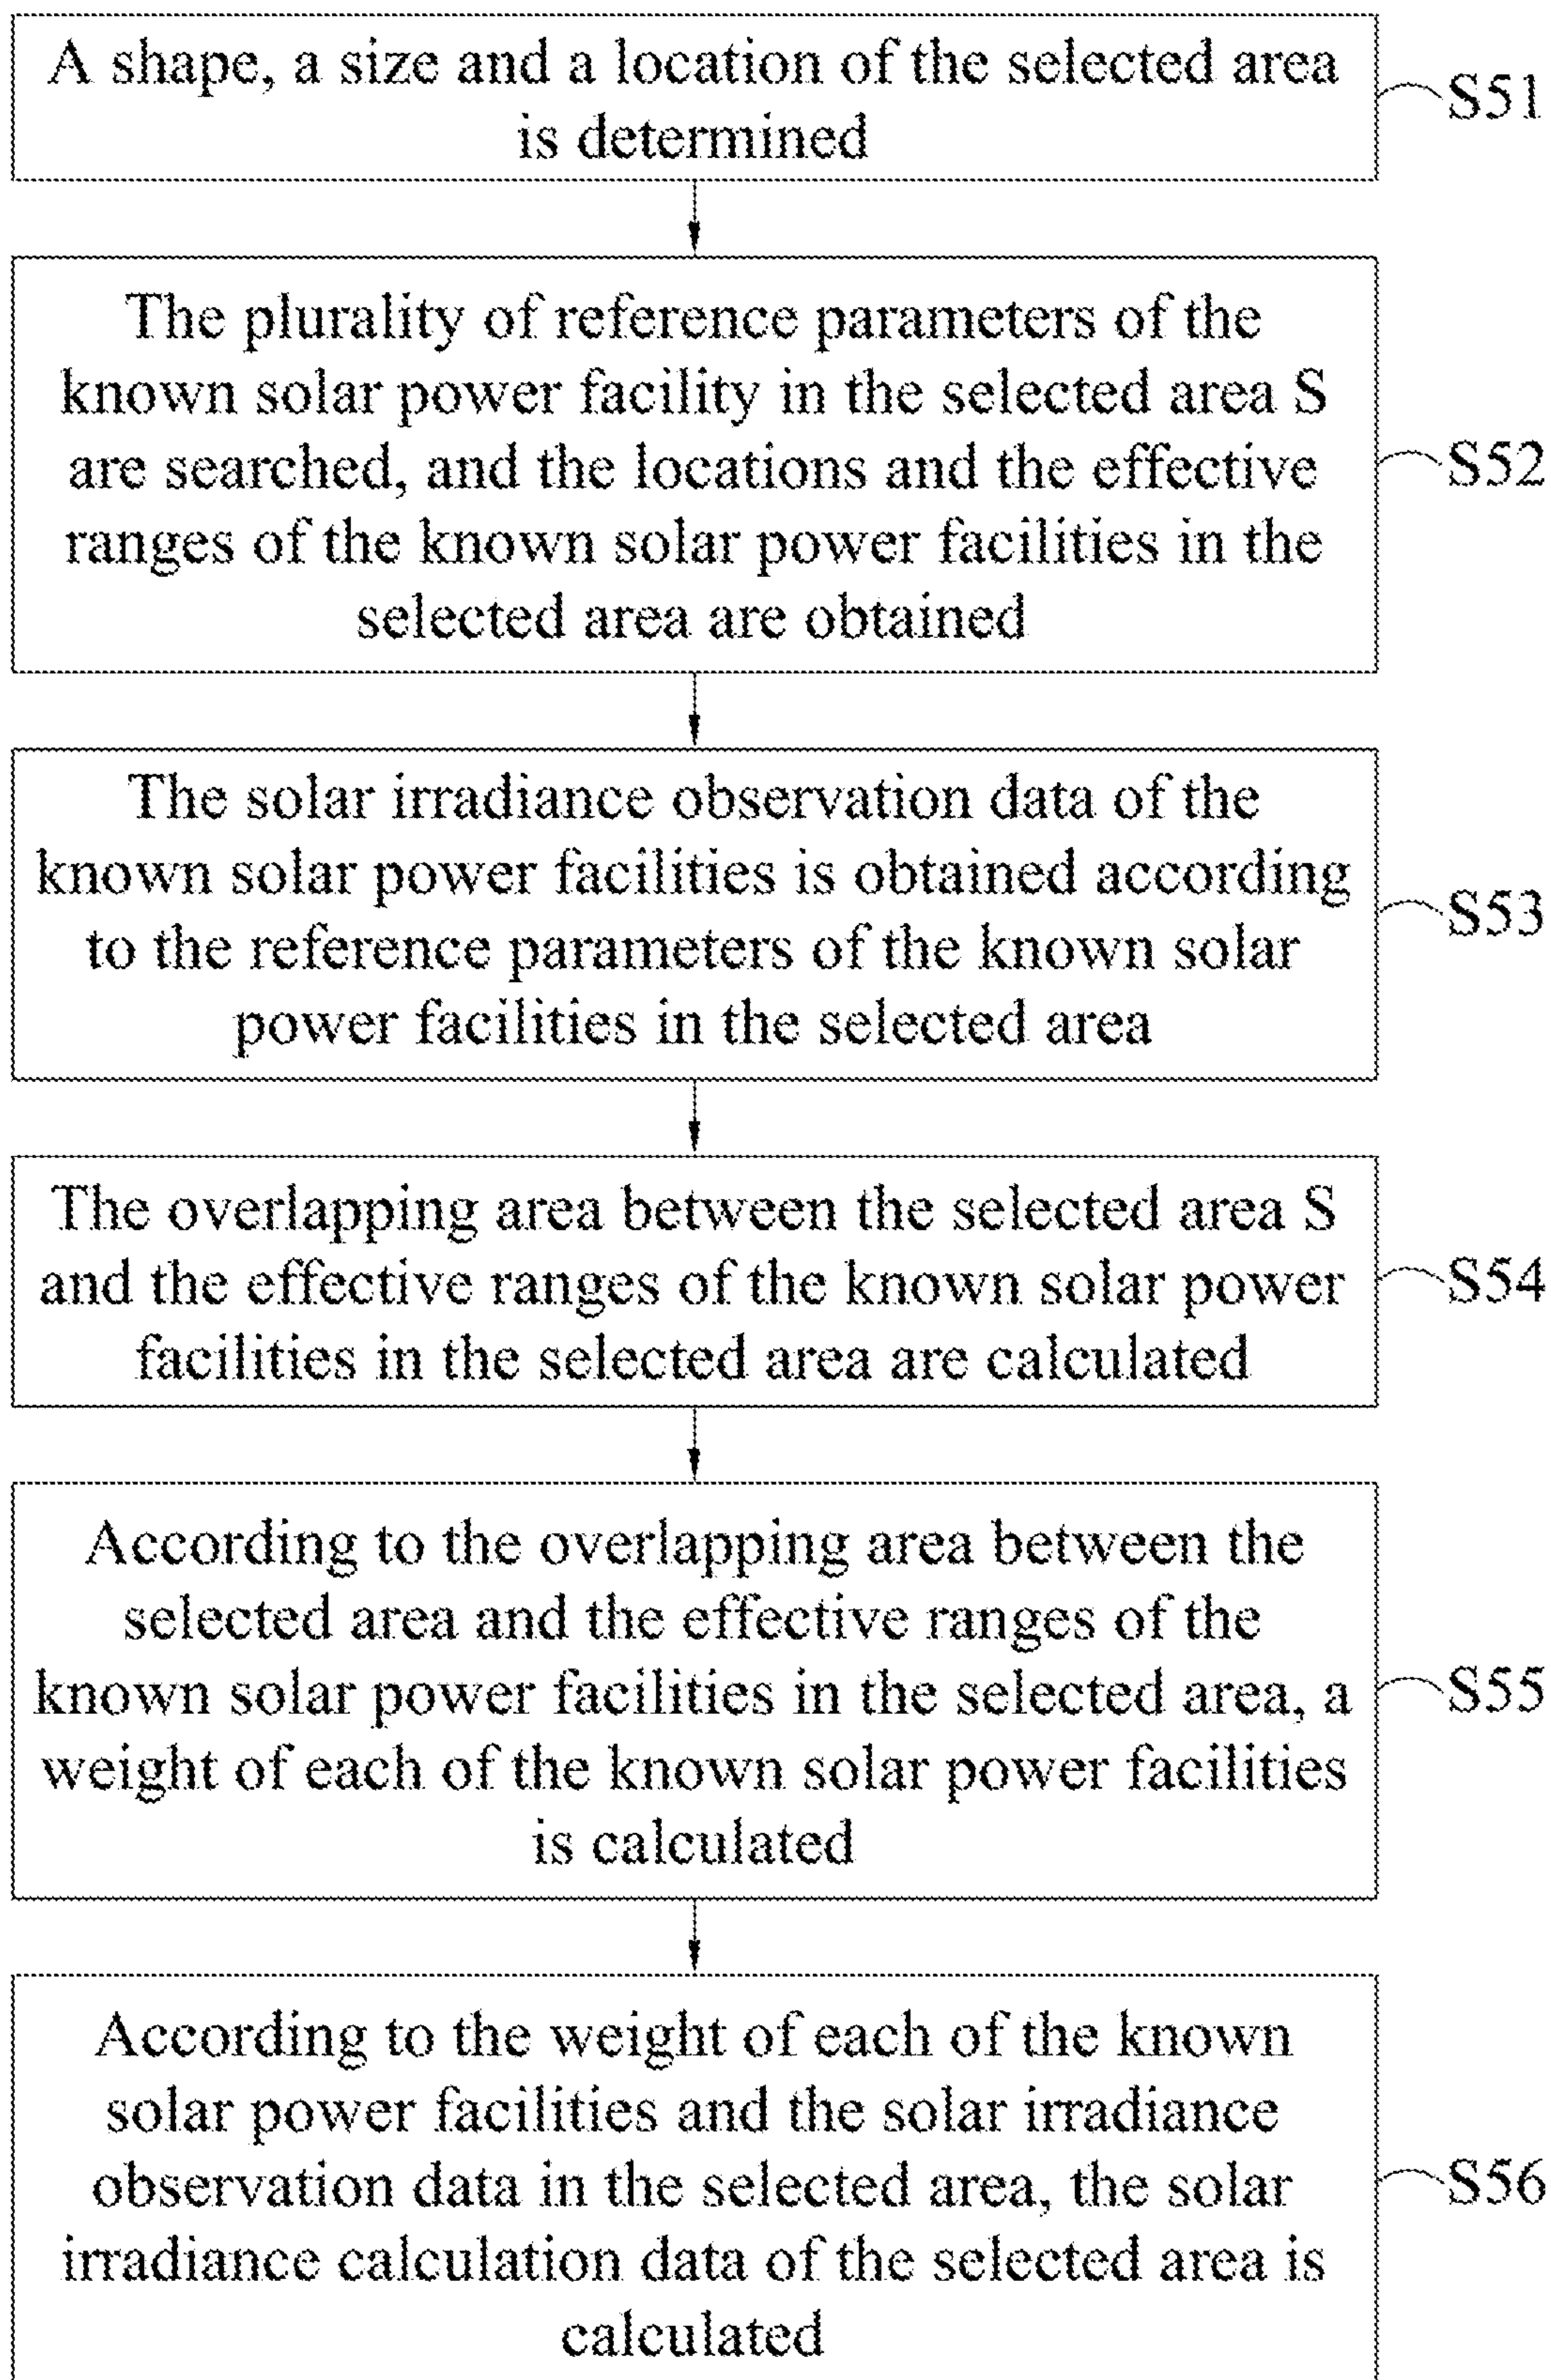 A shape, a size and a location of the selected area
is determined
S51
The plurality of reference parameters of the
known solar power facility in the selected area S
are searched, and the locations and the effective
ranges of the known solar power facilities in the
selected area are obtained
S52
The solar irradiance observation data of the
known solar power facilities is obtained according
to the reference parameters of the known solar
power facilities in the selected area
S53
The overlapping area between the selected area S
and the effective ranges of the known solar power
facilities in the selected area are calculated
S54
According to the overlapping area between the
selected area and the effective ranges of the
known solar power facilities in the selected area, a
weight of each of the known solar power facilities
is calculated
S55
According to the weight of each of the known
solar power facilities and the solar irradiance
observation data in the selected area, the solar
irradiance calculation data of the selected area is
calculated
S56